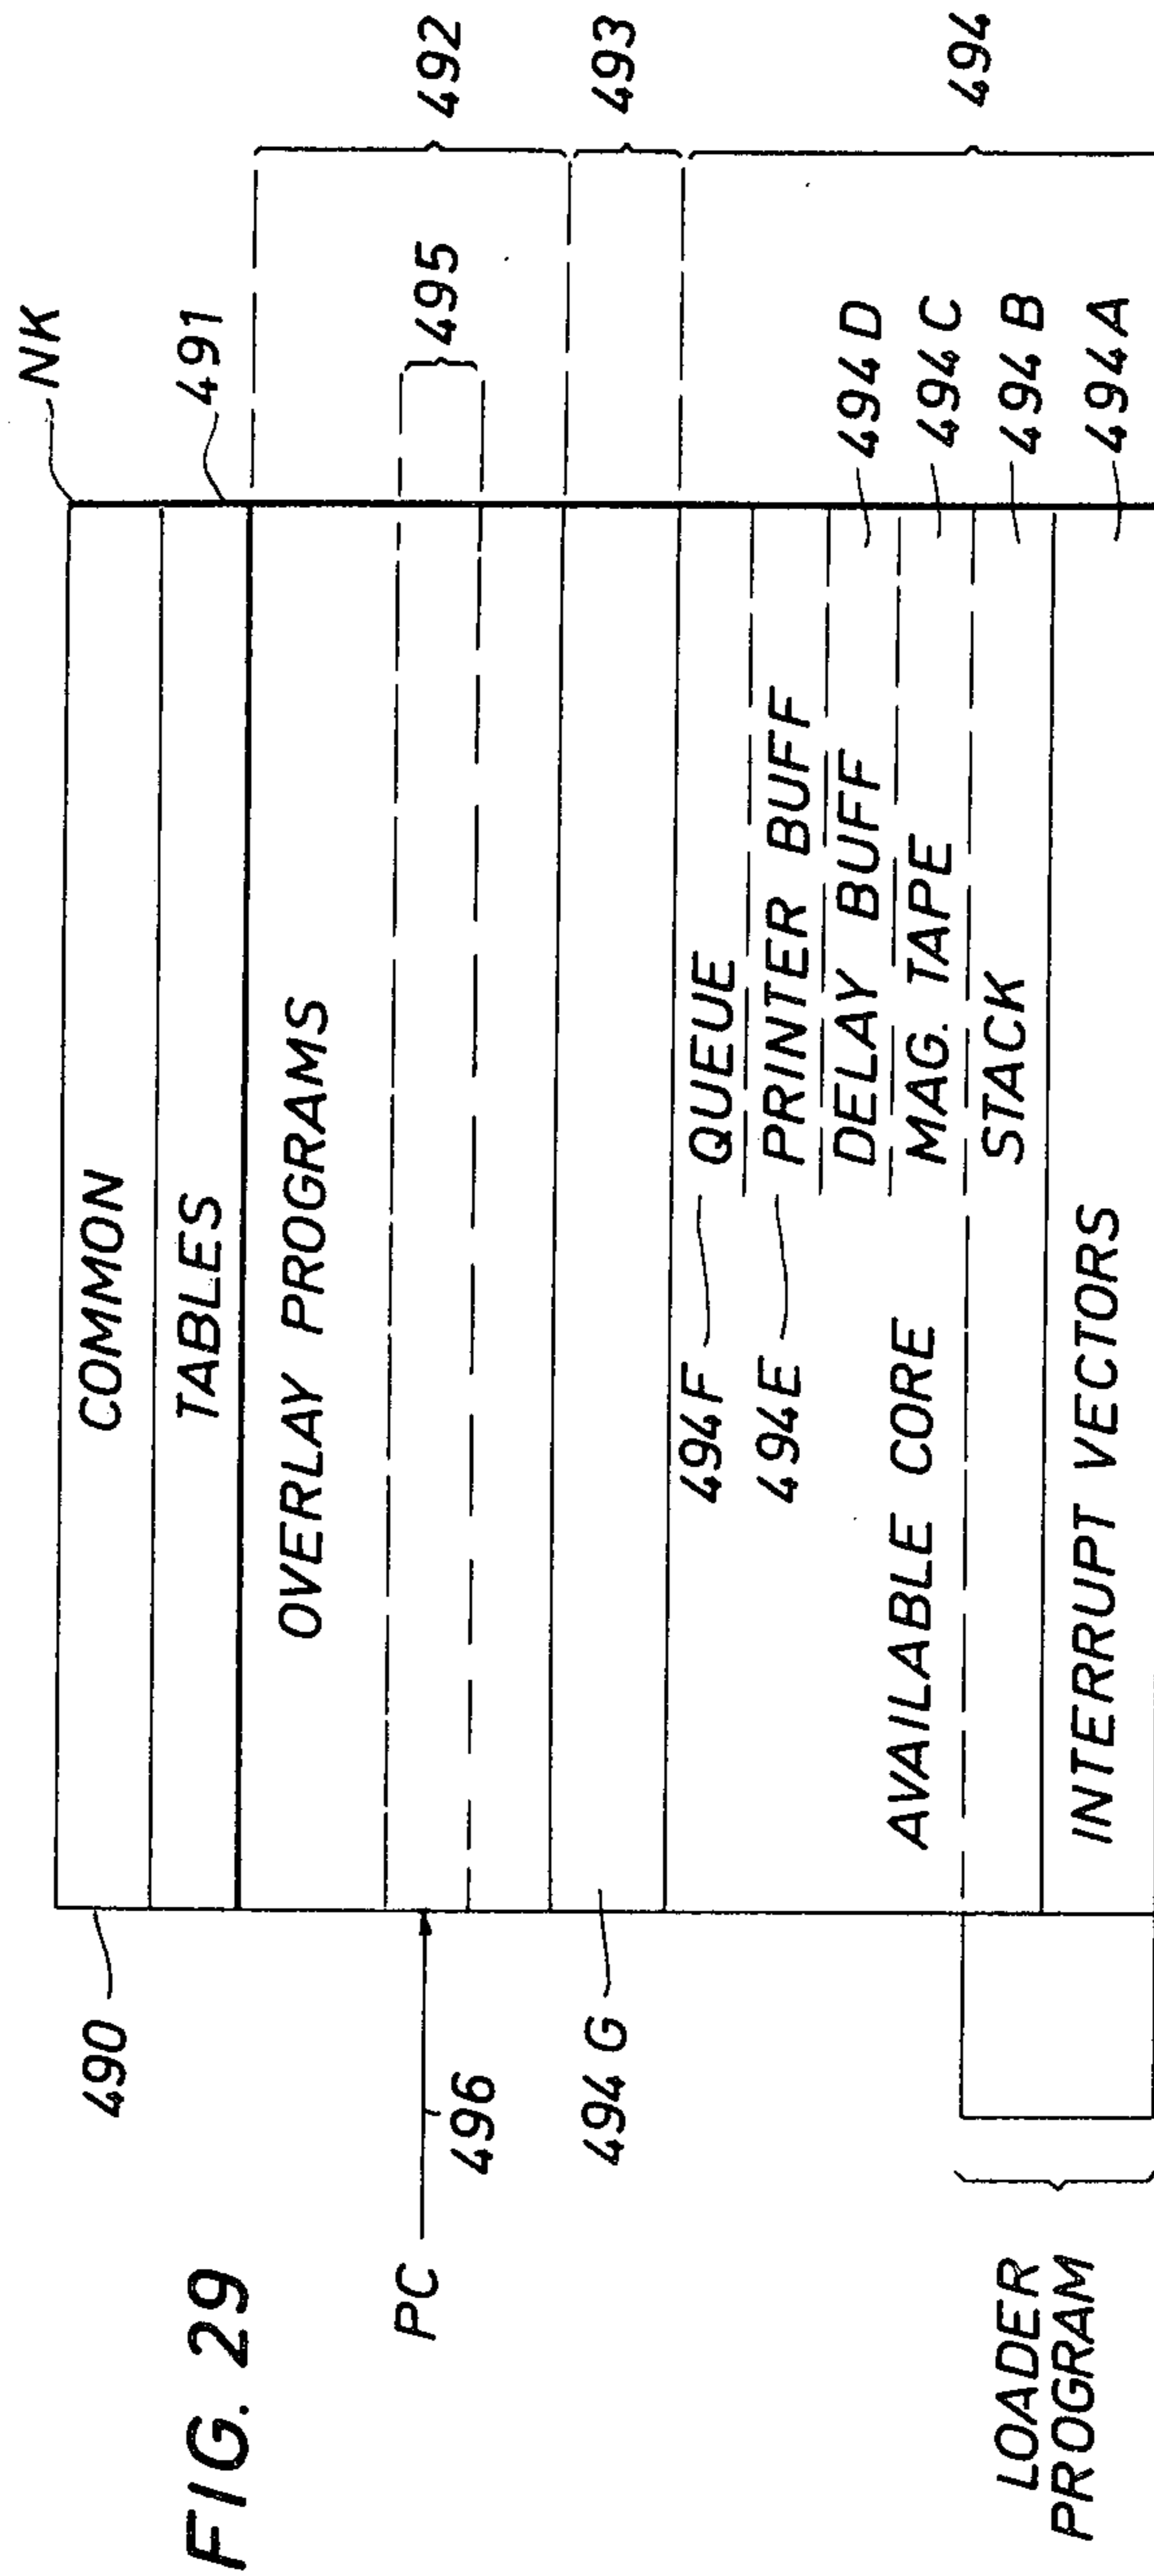 FIG. 29
NK
490
COMMON
491
TABLES
492
OVERLAY PROGRAMS
495
PC
496
493
494G
494
494F
QUEUE
494E
PRINTER BUFF
494D
DELAY BUFF
494C
AVAILABLE CORE
MAG. TAPE
494B
STACK
494A
INTERRUPT VECTORS
LOADER
PROGRAM